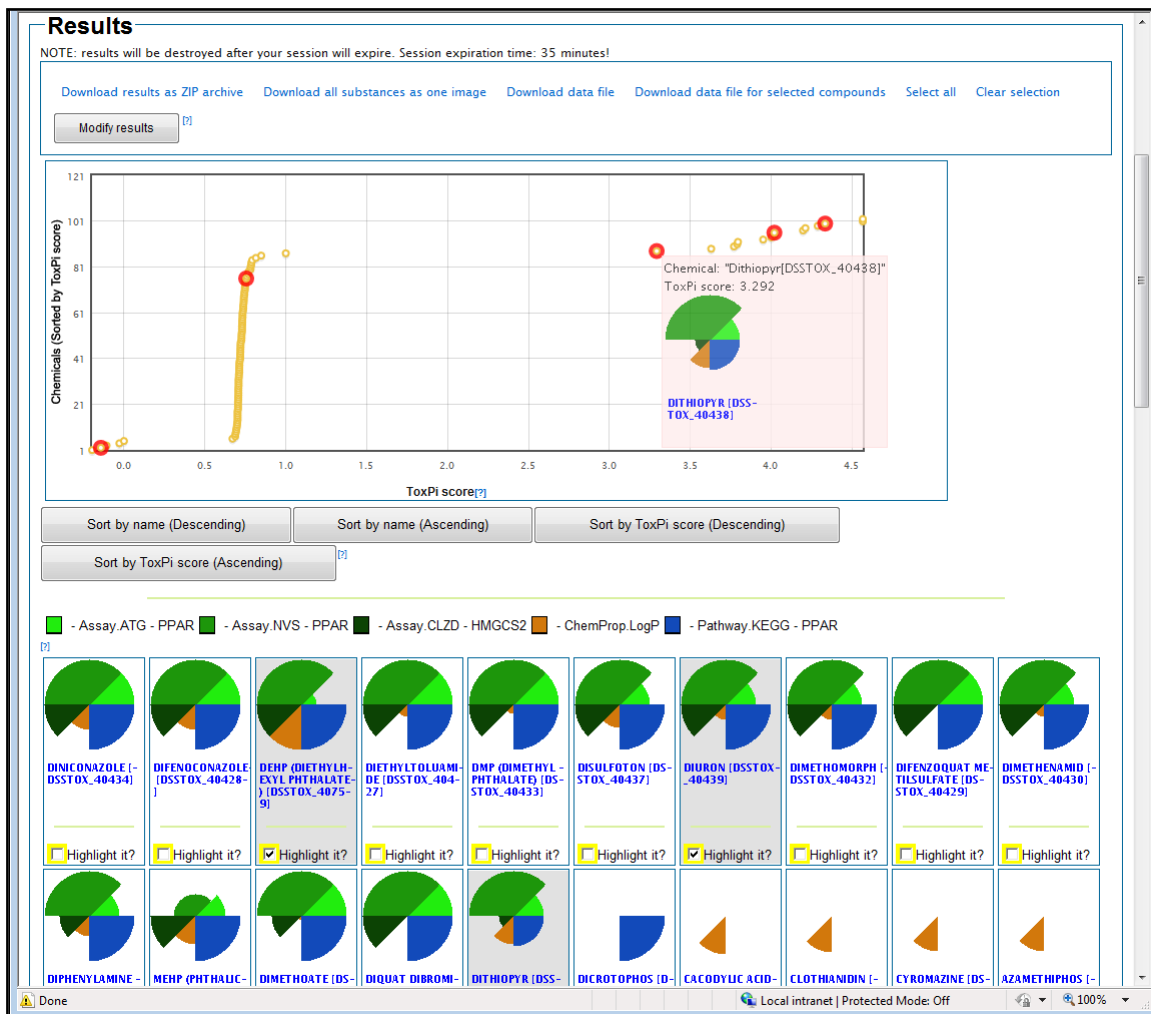 Results
NOTE: results will be destroyed after your session will expire. Session expiration time: 35 minutes!
Download results as ZIP archive Download all substances as one image Download data file Download data file for selected compounds Select all Clear selection
Modify results [?]
121
101
81
61
41
21
1
Chemicals (Sorted by ToxPi score)
Chemical: "Dithiopyr[DSSTOX_40438]"
ToxPi score: 3.292
DITHIOPYR [DSS-
TOX_40438]
0.0 0.5 1.0 1.5 2.0 2.5 3.0 3.5 4.0 4.5
ToxPi score[?]
Sort by name (Descending) Sort by name (Ascending) Sort by ToxPi score (Descending)
Sort by ToxPi score (Ascending) [?]
- Assay.ATG - PPAR - Assay.NVS - PPAR - Assay.CLZD - HMGCS2 - ChemProp.LogP - Pathway.KEGG - PPAR
[?]
DINICONAZOLE [-
DSSTOX_40434]
DIFENOCONAZOLE-
[DSSTOX_40428-
]
DEHP (DIETHYLH-
EXYL PHTHALATE-
) [DSSTOX_4075-
9]
DIETHYLTOLUAMI-
DE [DSSTOX_404-
27]
DMP (DIMETHYL -
PHTHALATE) [DS-
STOX_40433]
DISULFOTON [DS-
STOX_40437]
DIURON [DSSTOX-
_40439]
DIMETHOMORPH [-
DSSTOX_40432]
DIFENZOQUAT ME-
TILSULFATE [DS-
STOX_40429]
DIMETHENAMID [-
DSSTOX_40430]
Highlight it? Highlight it? Highlight it? Highlight it? Highlight it? Highlight it? Highlight it? Highlight it? Highlight it? Highlight it?
DIPHENYLAMINE - MEHP (PHTHALIC- DIMETHOATE [DS- DIQUAT DIBROMI- DITHIOPYR [DSS- DICROTOPHOS [D- CACODYLIC ACID- CLOTHIANIDIN [- CYROMAZINE [DS- AZAMETHIPHOS [-
Done Local intranet | Protected Mode: Off 100%